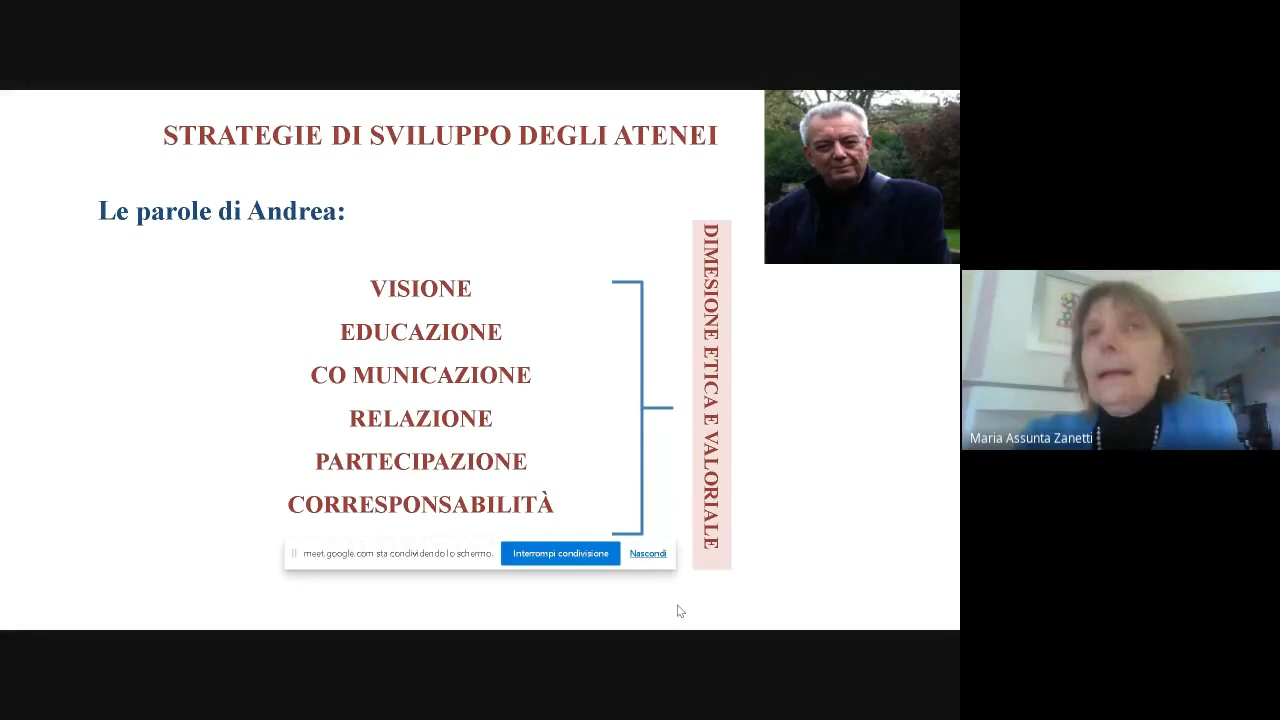 STRATEGIE DI SVILUPPO DEGLI ATENEI
Le parole di Andrea:
VISIONE
EDUCAZIONE
CO MUNICAZIONE
RELAZIONE
PARTECIPAZIONE
CORRESPONSABILITÀ
DIMESIONE ETICA E VALORIALE
meet.google.com sta condividendo lo schermo.
Interrompi condivisione
Nascondi
Maria Assunta Zanetti